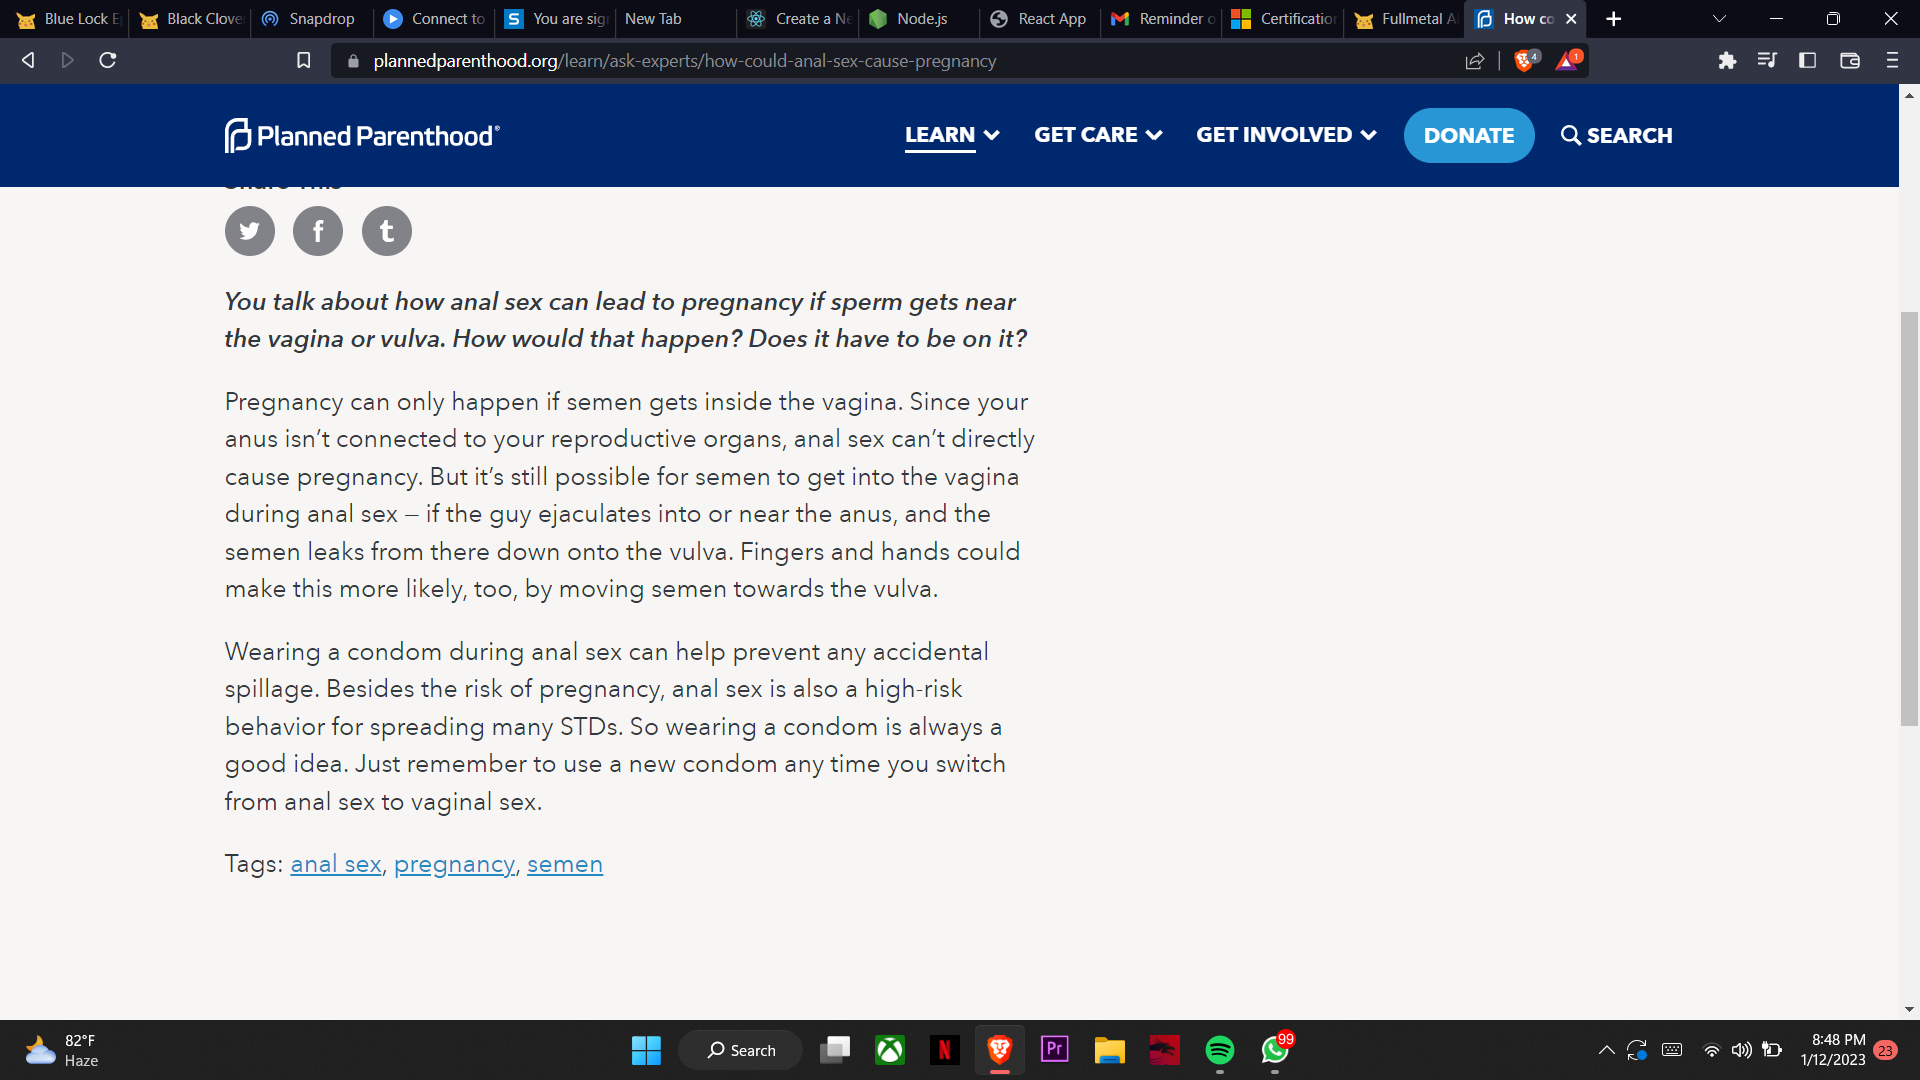 Blue Lock E
Black Clove
Snapdrop
Connect to
You are sig
New Tab
Create a Ne
Node.js
React App
Reminder o
Certification
Fullmetal A
How co
plannedparenthood.org/learn/ask-experts/how-could-anal-sex-cause-pregnancy
4
1
Planned Parenthood®
LEARN
GET CARE
GET INVOLVED
DONATE
SEARCH
Share This
You talk about how anal sex can lead to pregnancy if sperm gets near
the vagina or vulva. How would that happen? Does it have to be on it?
Pregnancy can only happen if semen gets inside the vagina. Since your
anus isn’t connected to your reproductive organs, anal sex can’t directly
cause pregnancy. But it’s still possible for semen to get into the vagina
during anal sex — if the guy ejaculates into or near the anus, and the
semen leaks from there down onto the vulva. Fingers and hands could
make this more likely, too, by moving semen towards the vulva.
Wearing a condom during anal sex can help prevent any accidental
spillage. Besides the risk of pregnancy, anal sex is also a high-risk
behavior for spreading many STDs. So wearing a condom is always a
good idea. Just remember to use a new condom any time you switch
from anal sex to vaginal sex.
Tags: anal sex, pregnancy, semen
82°F
Haze
Search
Pr
99
8:48 PM
1/12/2023
23